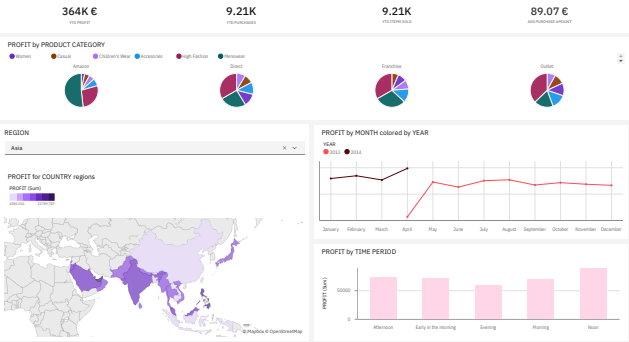 364K €
YTD PROFIT
9.21K
YTD PURCHASES
9.21K
YTD ITEMS SOLD
89.07 €
AVG PURCHASE AMOUNT
PROFIT by PRODUCT CATEGORY
Women Casual Children's Wear Accessories High Fashion Menswear
Amazon Direct Franchise Outlet
REGION
Asia
PROFIT for COUNTRY regions
PROFIT (Sum)
© Mapbox © OpenStreetMap
PROFIT by MONTH colored by YEAR
YEAR
2013 2014
January February March April May June July August September October November December
PROFIT by TIME PERIOD
PROFIT (Sum)
50000
0
Afternoon Early in the morning Evening Morning Noon